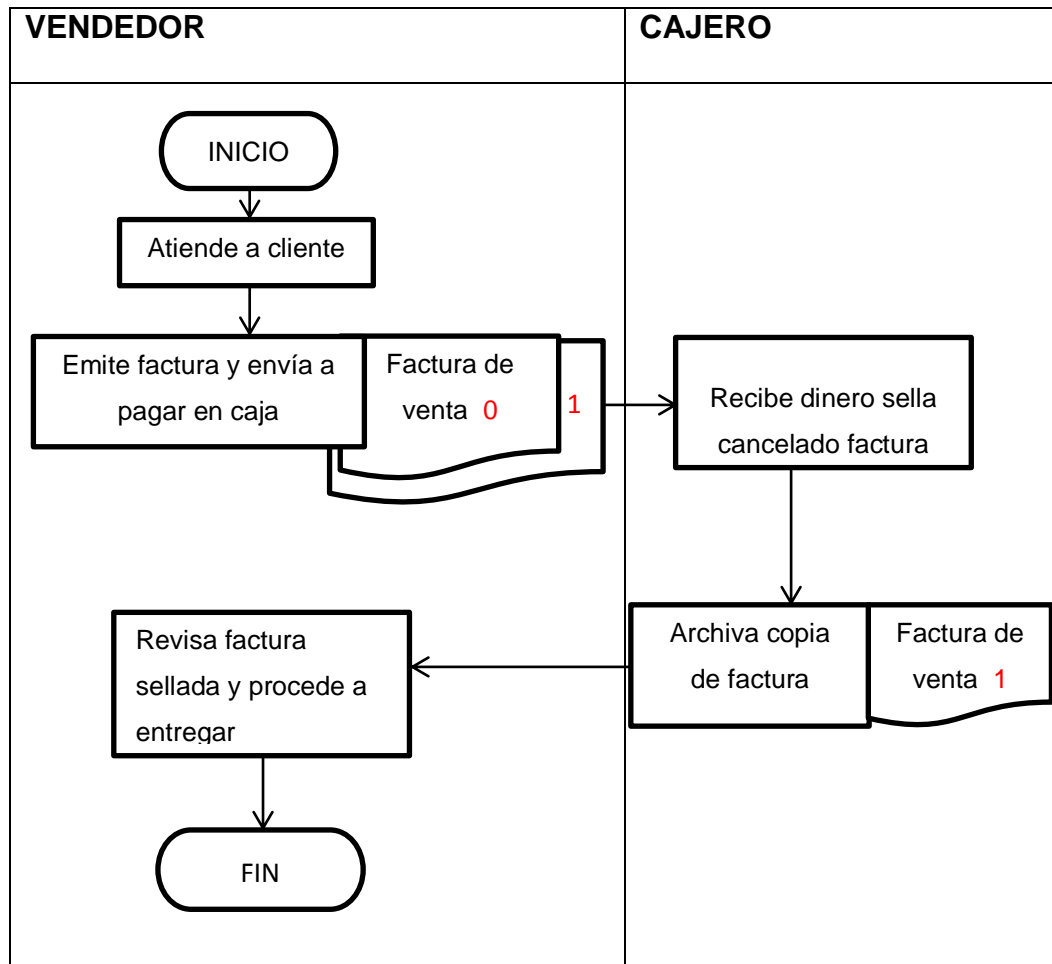 VENDEDOR
CAJERO
INICIO
Atiende a cliente
Emite factura y envía a
pagar en caja
Factura de
venta 0
1
Recibe dinero sella
cancelado factura
Archiva copia
de factura
Factura de
venta 1
Revisa factura
sellada y procede a
entregar
FIN